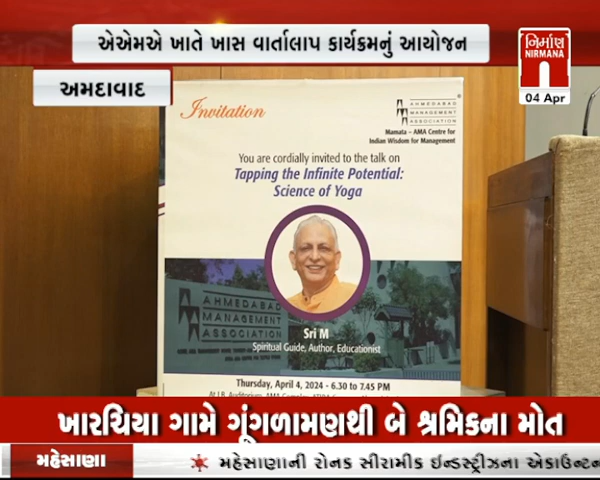 એએમએ ખાતે ખાસ વાર્તાલાપ કાર્યક્રમનું આયોજન
અમદાવાદ
નિર્માણ
NIRMANA
04 Apr
Invitation
AHMEDABAD
MANAGEMENT
ASSOCIATION
Mamata – AMA Centre for
Indian Wisdom for Management
You are cordially invited to the talk on
Tapping the Infinite Potential:
Science of Yoga
AHMEDABAD
MANAGEMENT
ASSOCIATION
Sri M
Spiritual Guide, Author, Educationist
Thursday, April 4, 2024 - 6.30 to 7.45 PM
ખારચિયા ગામે ગૂંગળામણથી બે શ્રમિકના મોત
મહેસાણા
મહેસાણાની રોનક સીરામીક ઇન્ડસ્ટ્રીઝના એકાઉન્ટન